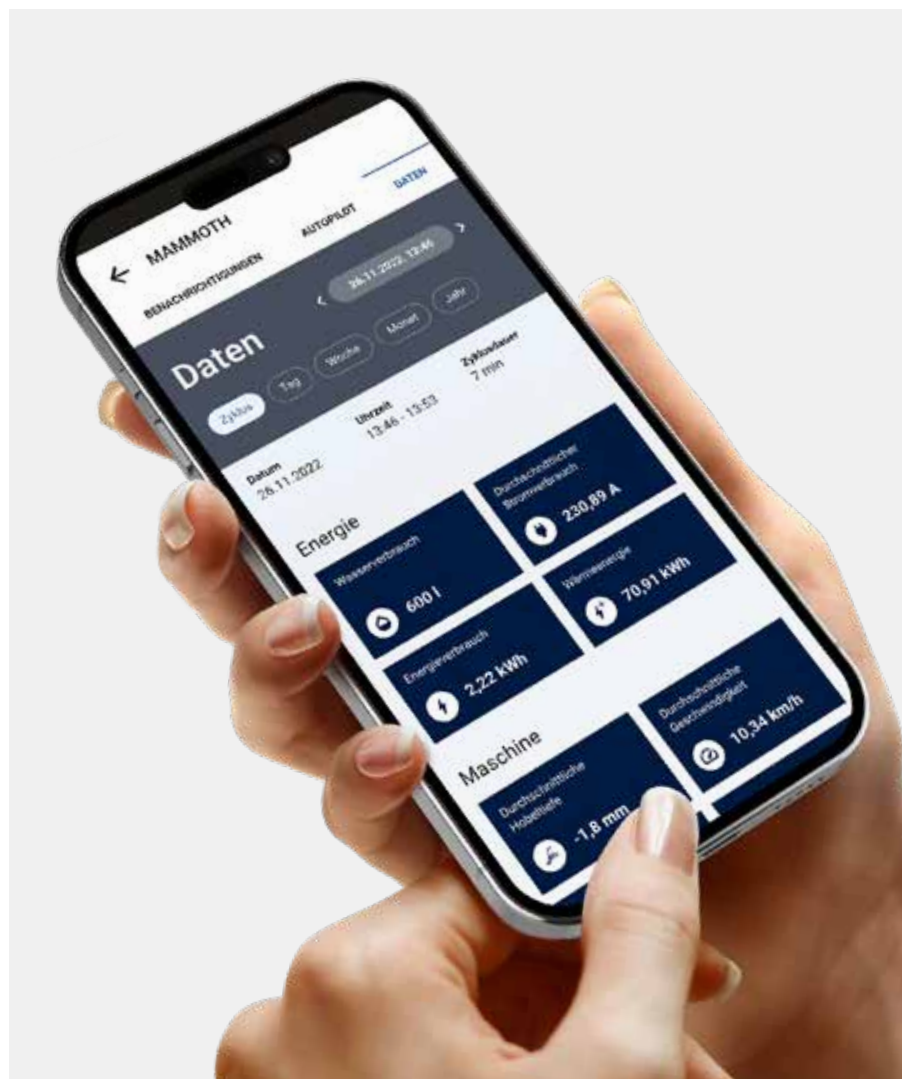 MAMMOTH
BENACHRICHTIGUNGEN
AUTOPILOT
DATEN
Daten
26.11.2022, 13:46
Zyklus
Tag
Woche
Monat
Jahr
Datum
26.11.2022
Uhrzeit
13:46 - 13:53
Zyklusdauer
7 min
Energie
Wasserverbrauch
600 l
Durchschnittlicher
Stromverbrauch
230,89 A
Energieverbrauch
2,22 kWh
Wärmeenergie
70,91 kWh
Maschine
Durchschnittliche
Hobeltiefe
-1,8 mm
Durchschnittliche
Geschwindigkeit
10,34 km/h